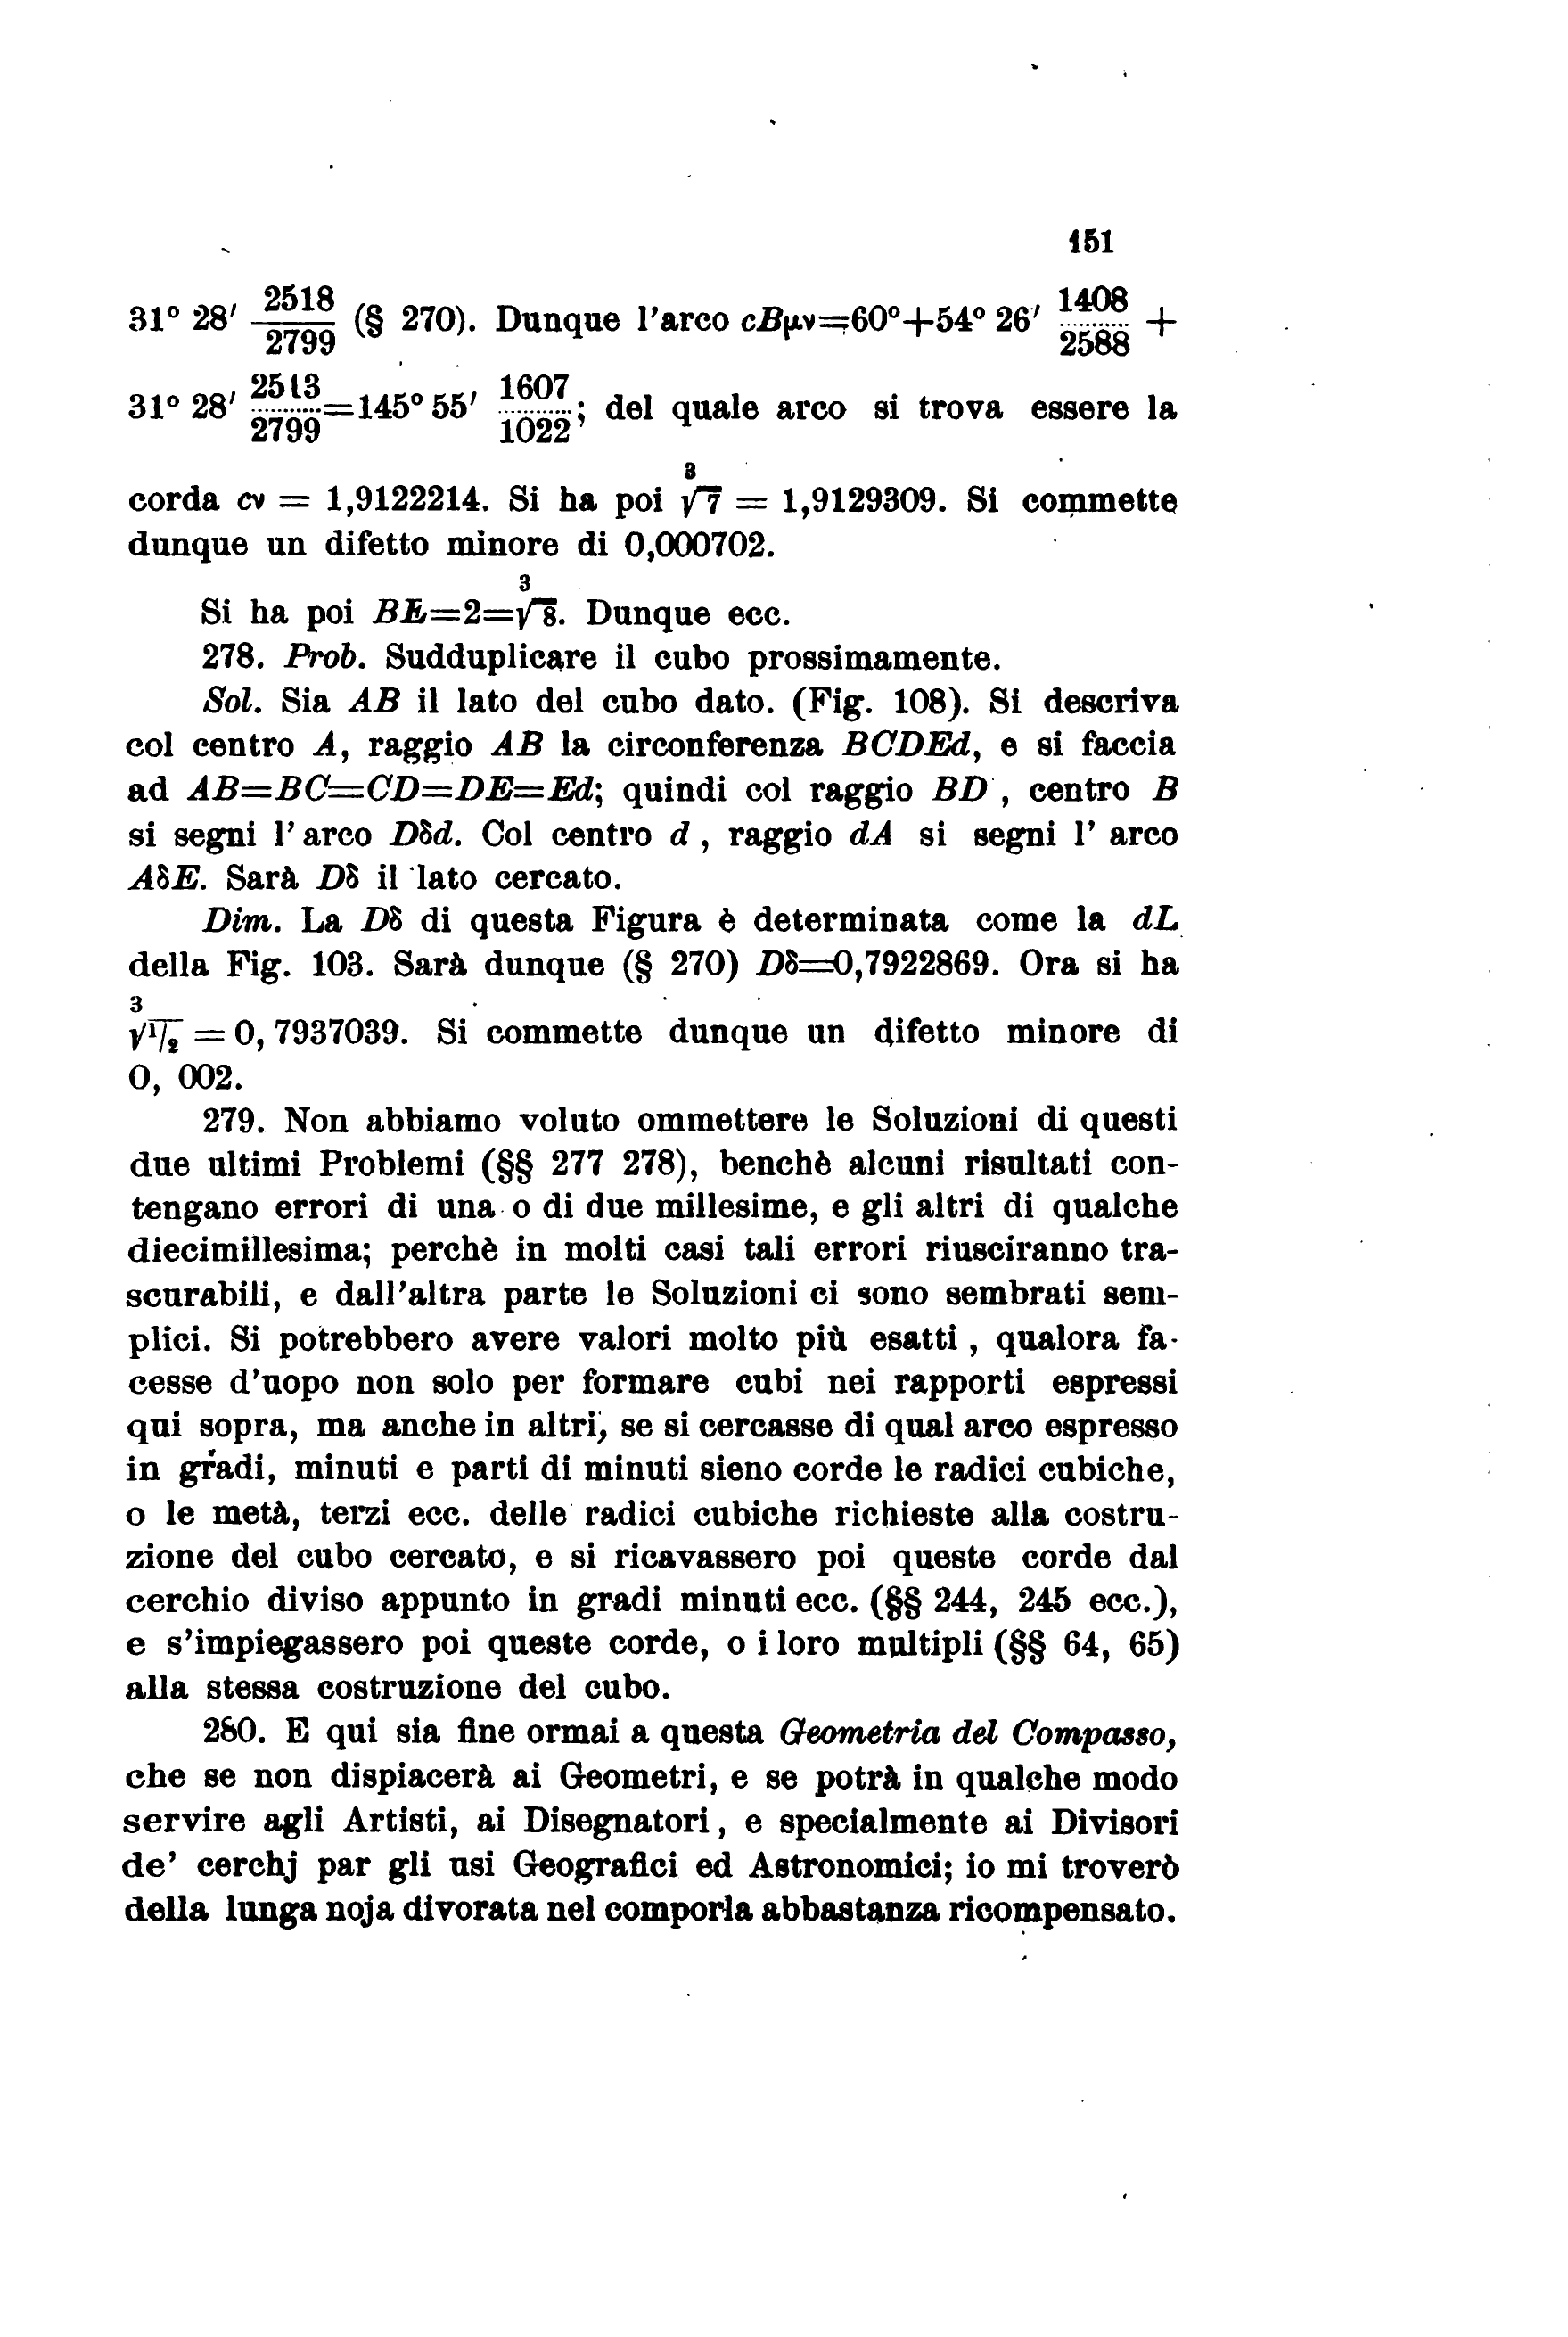 151
31° 28′ 2518/2799 (§ 270). Dunque l'arco cBμν=60°+54° 26′ 1408/2588 +
31° 28′ 2513/2799=145° 55′ 1607/1022; del quale arco si trova essere la
corda cν = 1,9122214. Si ha poi ∛7 = 1,9129309. Si commette
dunque un difetto minore di 0,000702.
Si ha poi BE=2=∛8. Dunque ecc.
278. Prob. Sudduplicare il cubo prossimamente.
Sol. Sia AB il lato del cubo dato. (Fig. 108). Si descriva
col centro A, raggio AB la circonferenza BCDEd, e si faccia
ad AB=BC=CD=DE=Ed; quindi col raggio BD, centro B
si segni l' arco Dδd. Col centro d, raggio dA si segni l' arco
AδE. Sarà Dδ il lato cercato.
Dim. La Dδ di questa Figura è determinata come la dL
della Fig. 103. Sarà dunque (§ 270) Dδ=0,7922869. Ora si ha
∛1/2 = 0, 7937039. Si commette dunque un difetto minore di
0, 002.
279. Non abbiamo voluto ommettere le Soluzioni di questi
due ultimi Problemi (§§ 277 278), benchè alcuni risultati con-
tengano errori di una o di due millesime, e gli altri di qualche
diecimillesima; perchè in molti casi tali errori riusciranno tra-
scurabili, e dall'altra parte le Soluzioni ci sono sembrati sem-
plici. Si potrebbero avere valori molto più esatti, qualora fa-
cesse d'uopo non solo per formare cubi nei rapporti espressi
qui sopra, ma anche in altri, se si cercasse di qual arco espresso
in gradi, minuti e parti di minuti sieno corde le radici cubiche,
o le metà, terzi ecc. delle radici cubiche richieste alla costru-
zione del cubo cercato, e si ricavassero poi queste corde dal
cerchio diviso appunto in gradi minuti ecc. (§§ 244, 245 ecc.),
e s'impiegassero poi queste corde, o i loro multipli (§§ 64, 65)
alla stessa costruzione del cubo.
280. E qui sia fine ormai a questa Geometria del Compasso,
che se non dispiacerà ai Geometri, e se potrà in qualche modo
servire agli Artisti, ai Disegnatori, e specialmente ai Divisori
de' cerchj par gli usi Geografici ed Astronomici; io mi troverò
della lunga noja divorata nel comporla abbastanza ricompensato.